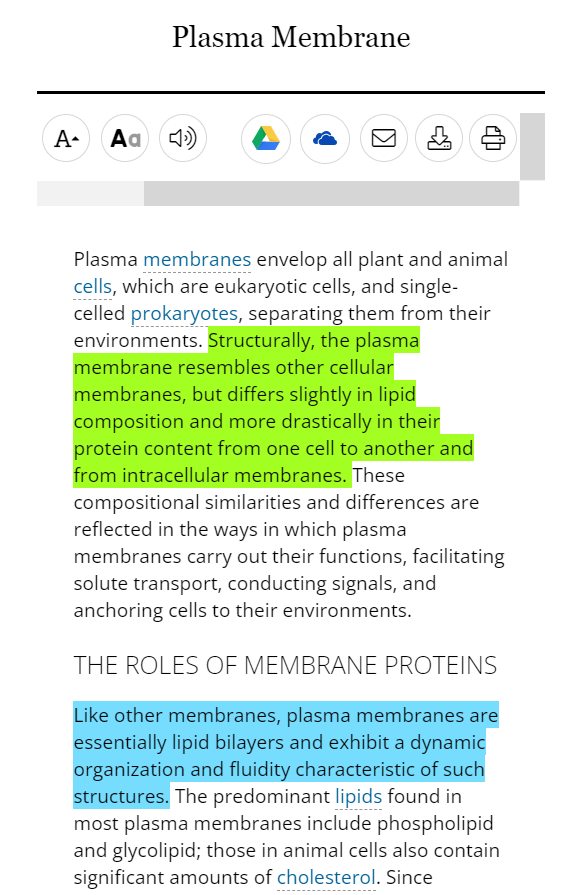 Plasma Membrane
A Aa
Plasma membranes envelop all plant and animal
cells, which are eukaryotic cells, and single-
celled prokaryotes, separating them from their
environments. Structurally, the plasma
membrane resembles other cellular
membranes, but differs slightly in lipid
composition and more drastically in their
protein content from one cell to another and
from intracellular membranes. These
compositional similarities and differences are
reflected in the ways in which plasma
membranes carry out their functions, facilitating
solute transport, conducting signals, and
anchoring cells to their environments.
THE ROLES OF MEMBRANE PROTEINS
Like other membranes, plasma membranes are
essentially lipid bilayers and exhibit a dynamic
organization and fluidity characteristic of such
structures. The predominant lipids found in
most plasma membranes include phospholipid
and glycolipid; those in animal cells also contain
significant amounts of cholesterol. Since